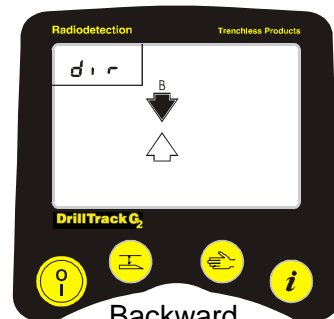 Radiodetection Trenchless Products
dir
B
DrillTrack G2
O
I
i
Backward